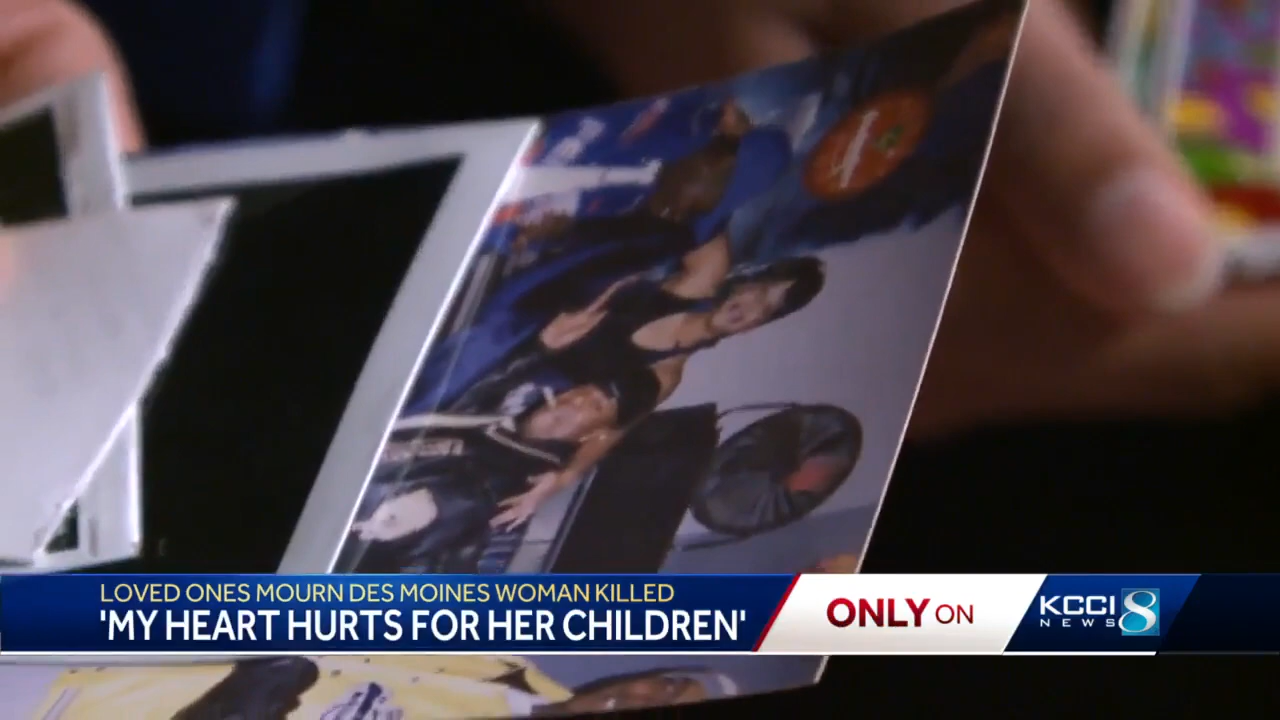 LOVED ONES MOURN DES MOINES WOMAN KILLED
'MY HEART HURTS FOR HER CHILDREN'
ONLY ON
KCCI 8
NEWS